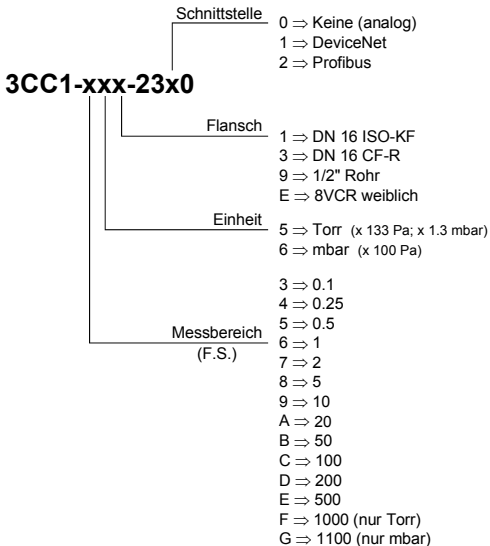 Schnittstelle
0 ⇒ Keine (analog)
1 ⇒ DeviceNet
2 ⇒ Profibus
3CC1-xxx-23x0
Flansch
1 ⇒ DN 16 ISO-KF
3 ⇒ DN 16 CF-R
9 ⇒ 1/2" Rohr
E ⇒ 8VCR weiblich
Einheit
5 ⇒ Torr (x 133 Pa; x 1.3 mbar)
6 ⇒ mbar (x 100 Pa)
Messbereich
(F.S.)
3 ⇒ 0.1
4 ⇒ 0.25
5 ⇒ 0.5
6 ⇒ 1
7 ⇒ 2
8 ⇒ 5
9 ⇒ 10
A ⇒ 20
B ⇒ 50
C ⇒ 100
D ⇒ 200
E ⇒ 500
F ⇒ 1000 (nur Torr)
G ⇒ 1100 (nur mbar)